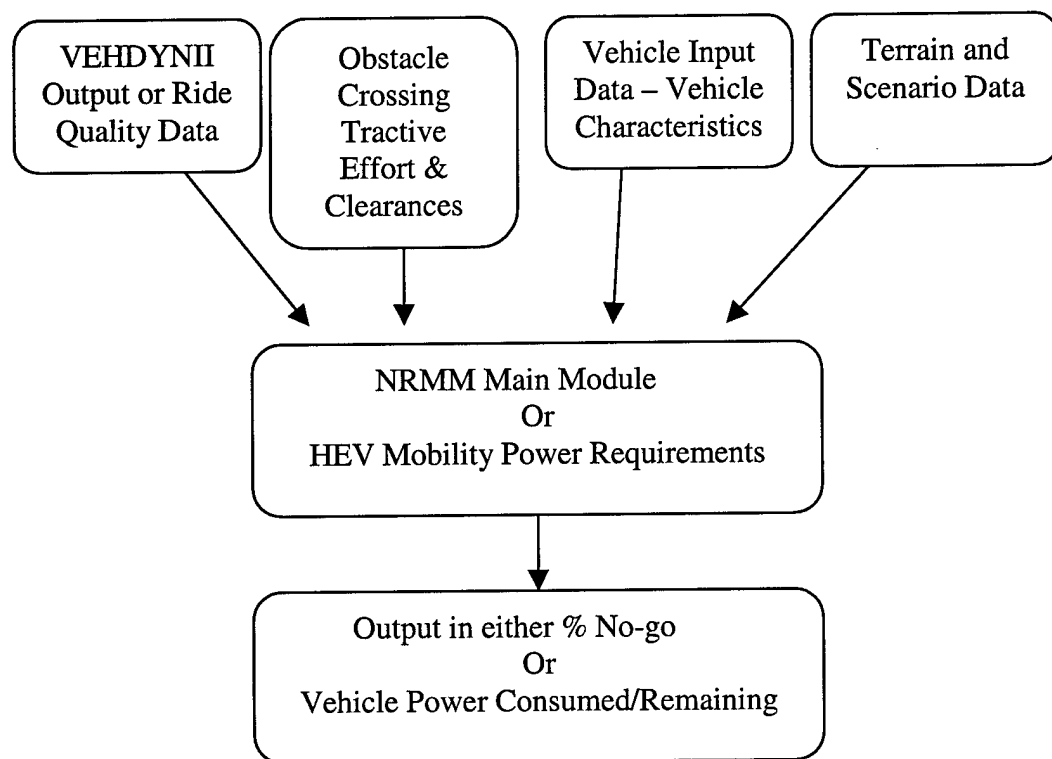 VEHDYNII
Output or Ride
Quality Data
Obstacle
Crossing
Tractive
Effort &
Clearances
Vehicle Input
Data – Vehicle
Characteristics
Terrain and
Scenario Data
NRMM Main Module
Or
HEV Mobility Power Requirements
Output in either % No-go
Or
Vehicle Power Consumed/Remaining